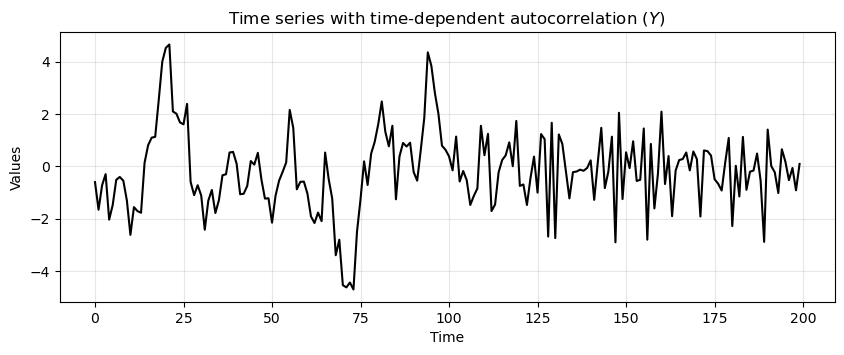 Time series with time-dependent autocorrelation (Y)
Values
4
2
0
−2
−4
0 25 50 75 100 125 150 175 200
Time